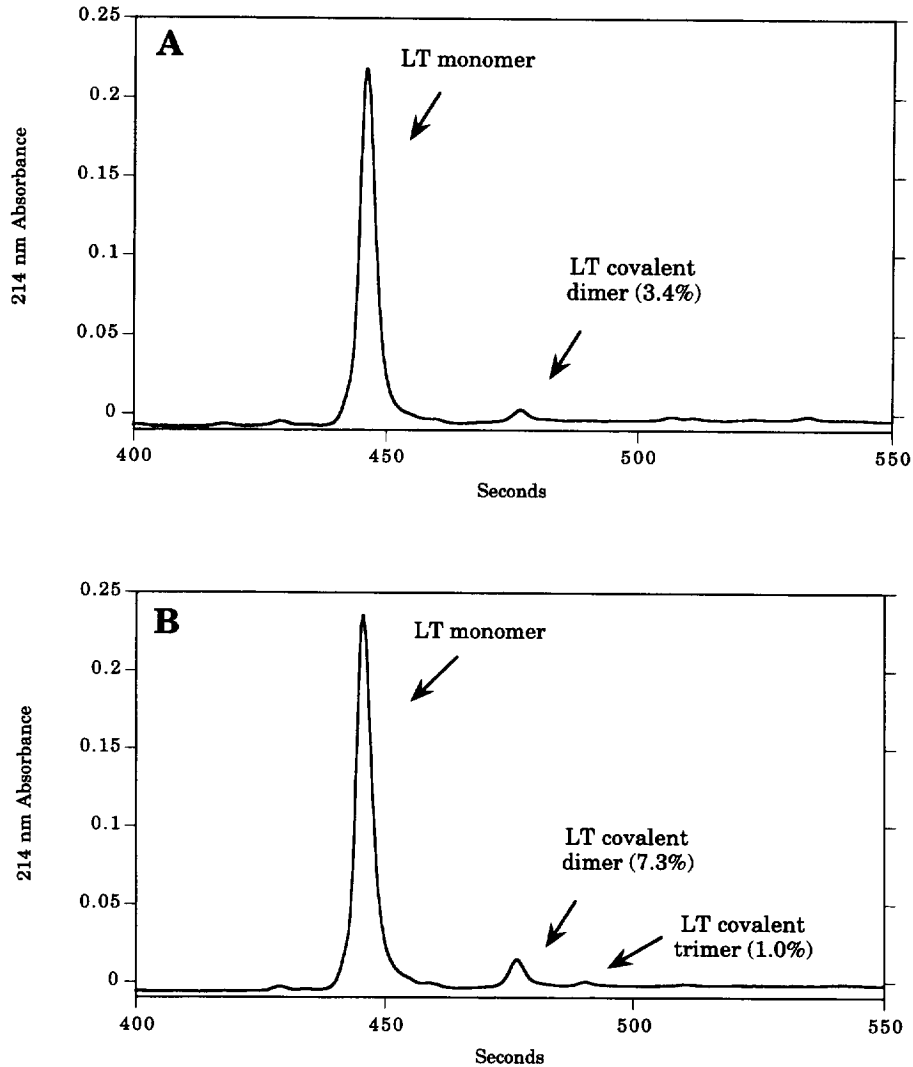 A
0.25
0.2
0.15
0.1
0.05
0
214 nm Absorbance
LT monomer
LT covalent
dimer (3.4%)
400
450
500
550
Seconds
B
0.25
0.2
0.15
0.1
0.05
0
214 nm Absorbance
LT monomer
LT covalent
dimer (7.3%)
LT covalent
trimer (1.0%)
400
450
500
550
Seconds